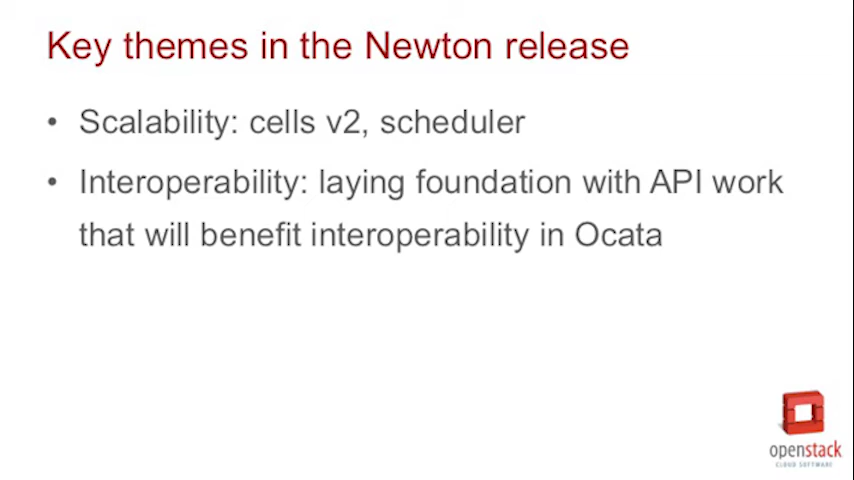 Key themes in the Newton release
• Scalability: cells v2, scheduler
• Interoperability: laying foundation with API work
that will benefit interoperability in Ocata
openstack
CLOUD SOFTWARE